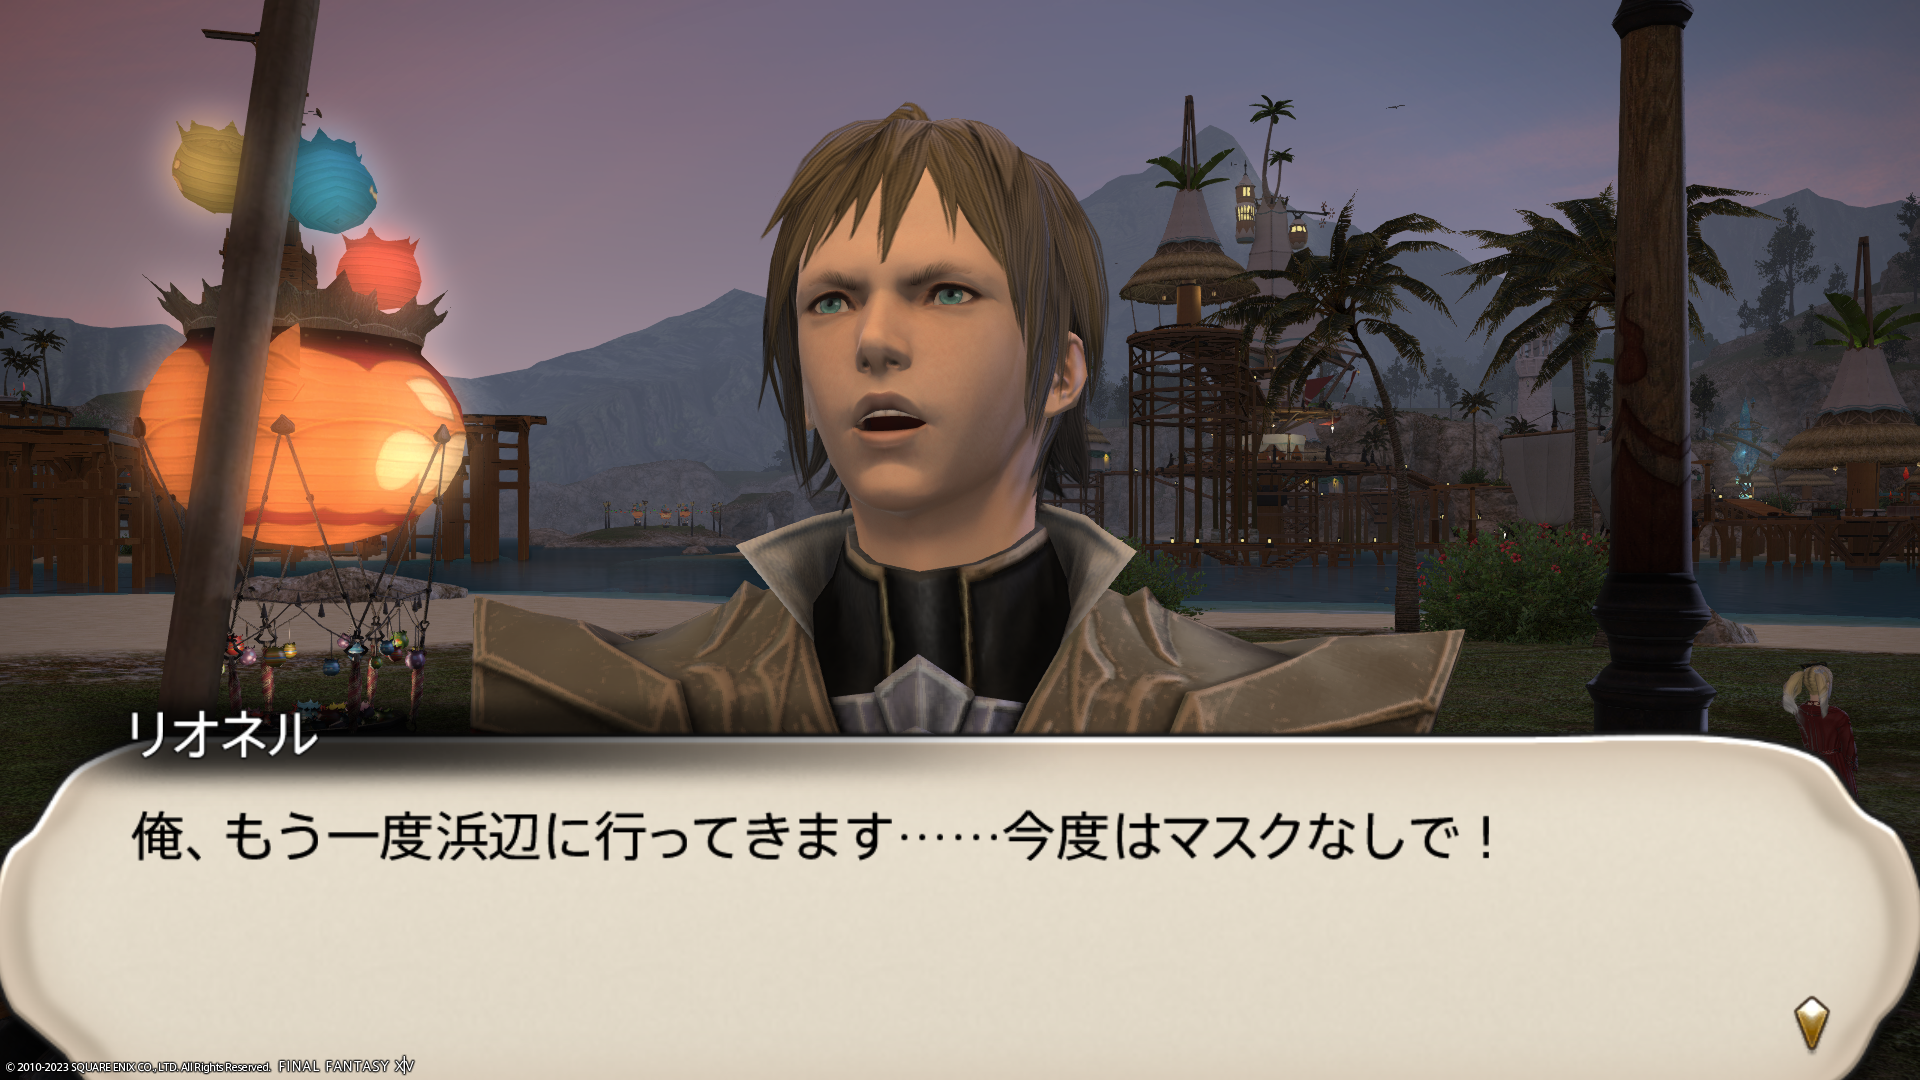 リオネル
俺、もう一度浜辺に行ってきます……今度はマスクなしで！
© 2010-2023 SQUARE ENIX CO., LTD. All Rights Reserved. FINAL FANTASY XIV